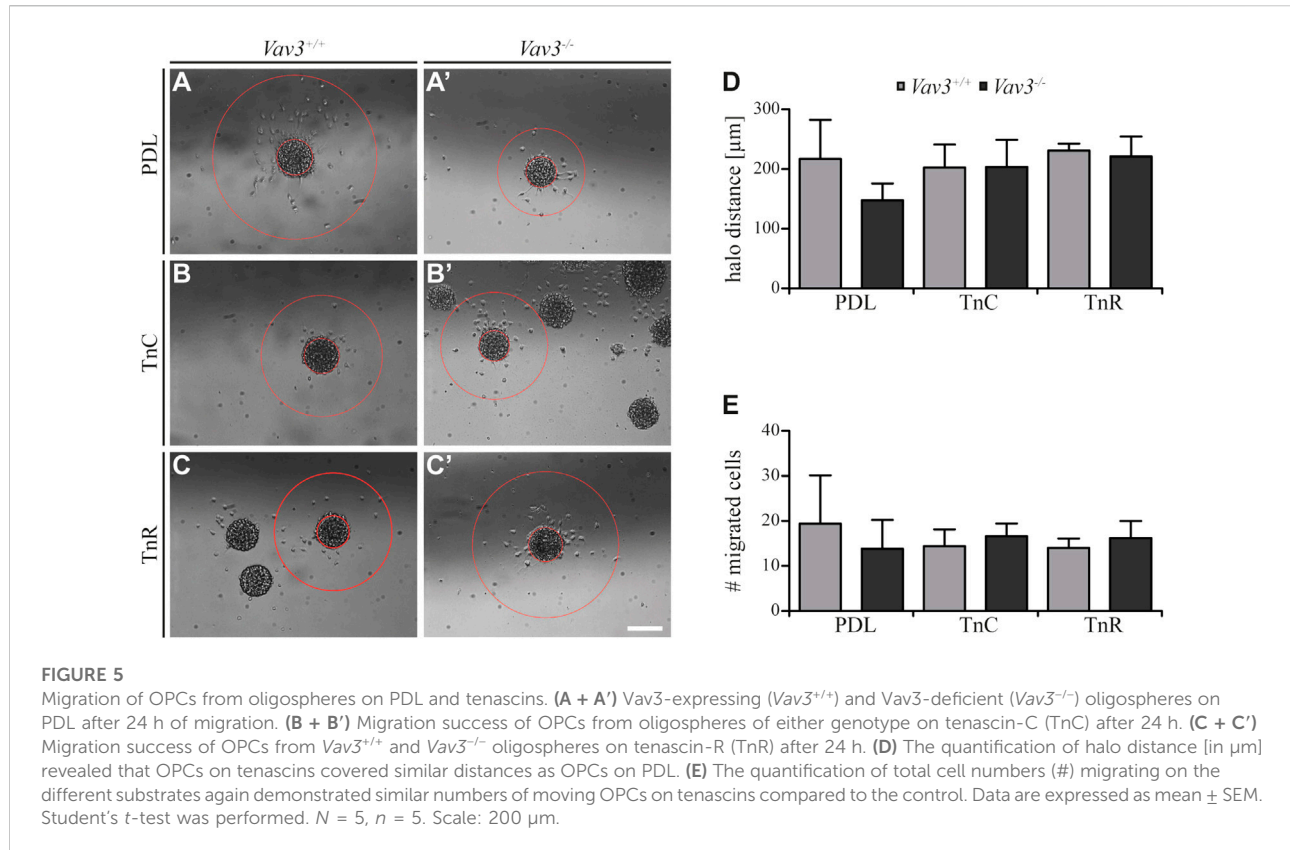 Vav3+/+ Vav3-/-
A A'
PDL
B B'
TnC
C C'
TnR
D
Vav3+/+ Vav3-/-
halo distance [µm]
300
200
100
0
PDL TnC TnR
E
# migrated cells
40
30
20
10
0
PDL TnC TnR
FIGURE 5
Migration of OPCs from oligospheres on PDL and tenascins. (A + A') Vav3-expressing (Vav3+/+) and Vav3-deficient (Vav3−/−) oligospheres on
PDL after 24 h of migration. (B + B') Migration success of OPCs from oligospheres of either genotype on tenascin-C (TnC) after 24 h. (C + C')
Migration success of OPCs from Vav3+/+ and Vav3−/− oligospheres on tenascin-R (TnR) after 24 h. (D) The quantification of halo distance [in µm]
revealed that OPCs on tenascins covered similar distances as OPCs on PDL. (E) The quantification of total cell numbers (#) migrating on the
different substrates again demonstrated similar numbers of moving OPCs on tenascins compared to the control. Data are expressed as mean ± SEM.
Student's t-test was performed. N = 5, n = 5. Scale: 200 µm.